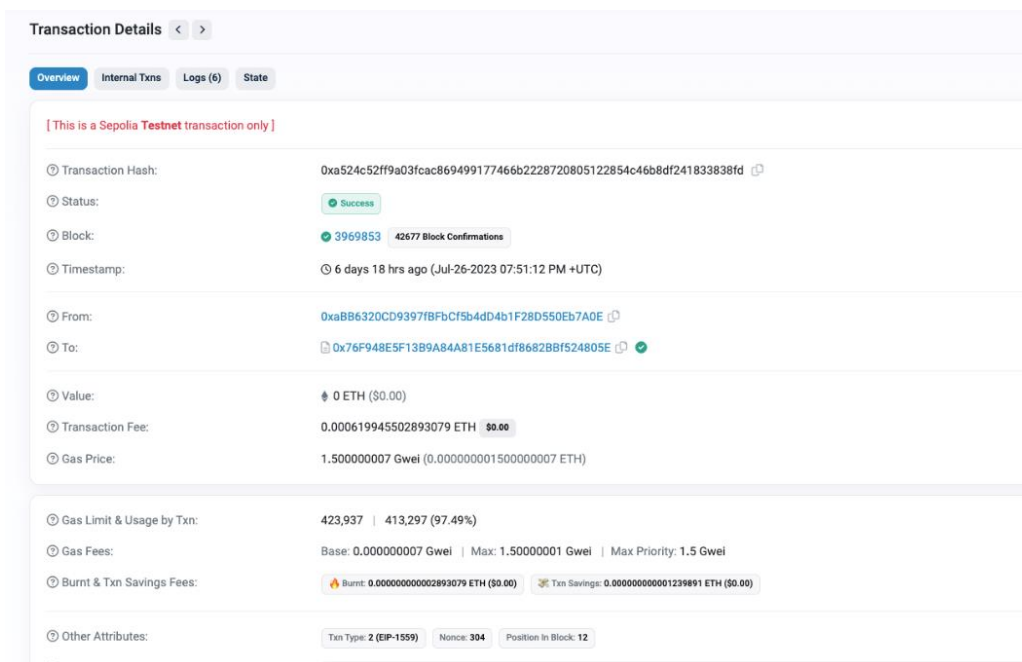 Transaction Details < >
Overview Internal Txns Logs (6) State
[ This is a Sepolia Testnet transaction only ]
Transaction Hash: 0xa524c52ff9a03fcac869499177466b2228720805122854c46b8df241833838fd
Status: Success
Block: 3969853 42677 Block Confirmations
Timestamp: 6 days 18 hrs ago (Jul-26-2023 07:51:12 PM +UTC)
From: 0xaBB6320CD9397fBFbCf5b4dD4b1F28D550Eb7A0E
To: 0x76F948E5F13B9A84A81E5681df8682BBf524805E
Value: 0 ETH ($0.00)
Transaction Fee: 0.000619945502893079 ETH $0.00
Gas Price: 1.500000007 Gwei (0.000000001500000007 ETH)
Gas Limit & Usage by Txn: 423,937 | 413,297 (97.49%)
Gas Fees: Base: 0.000000007 Gwei | Max: 1.50000001 Gwei | Max Priority: 1.5 Gwei
Burnt & Txn Savings Fees: Burnt: 0.000000000002893079 ETH ($0.00) Txn Savings: 0.000000000001239891 ETH ($0.00)
Other Attributes: Txn Type: 2 (EIP-1559) Nonce: 304 Position In Block: 12